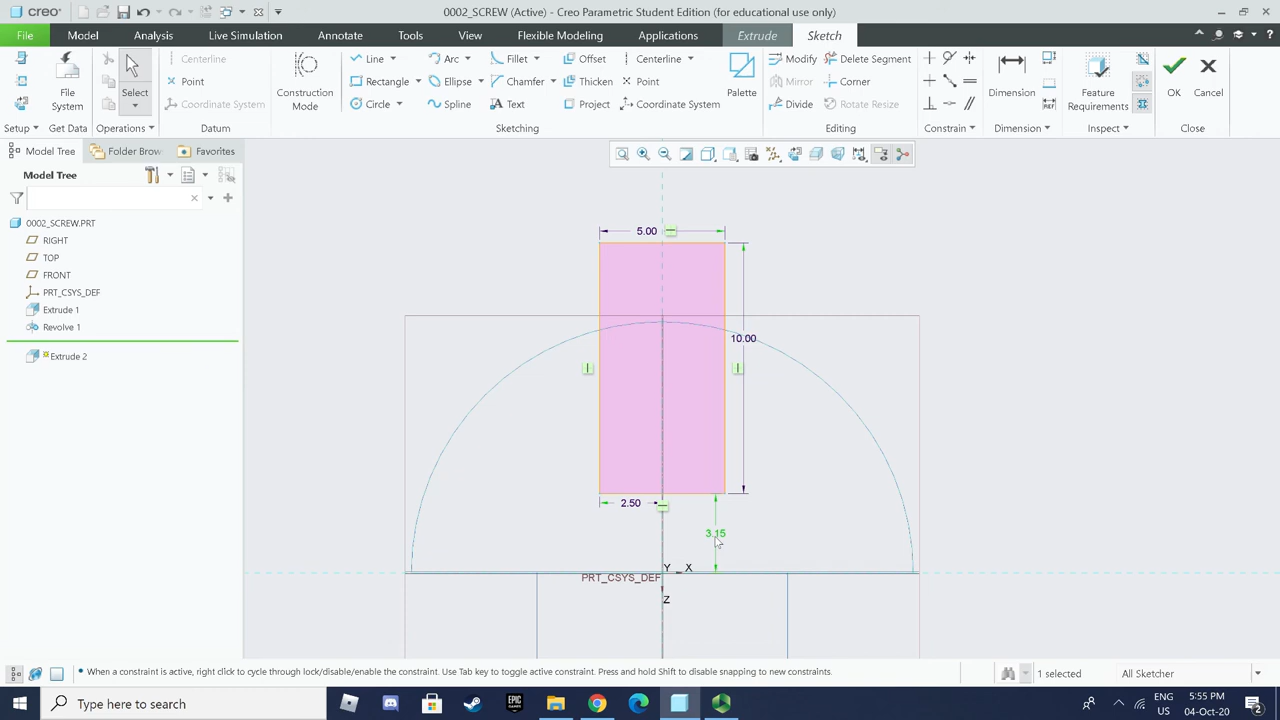 creo
0002_SCREW (Active) - Creo Parametric Student Edition (for educational use only)
File Model Analysis Live Simulation Annotate Tools View Flexible Modeling Applications Extrude Sketch
File System
Select
Centerline
Point
Coordinate System
Construction Mode
Line Arc Fillet Offset Centerline
Rectangle Ellipse Chamfer Thicken Point
Circle Spline Text Project Coordinate System
Palette
Modify Delete Segment
Mirror Corner
Divide Rotate Resize
Dimension
Feature Requirements
OK Cancel
Setup Get Data Operations Datum Sketching Editing Constrain Dimension Inspect Close
Model Tree Folder Brow Favorites
Model Tree
0002_SCREW.PRT
RIGHT
TOP
FRONT
PRT_CSYS_DEF
Extrude 1
Revolve 1
Extrude 2
5.00
10.00
2.50
3.15
Y X
PRT_CSYS_DEF
Z
When a constraint is active, right click to cycle through lock/disable/enable the constraint. Use Tab key to toggle active constraint. Press and hold Shift to disable snapping to new constraints.
1 selected
All Sketcher
Type here to search
EPIC GAMES
ENG US
5:55 PM
04-Oct-20
2